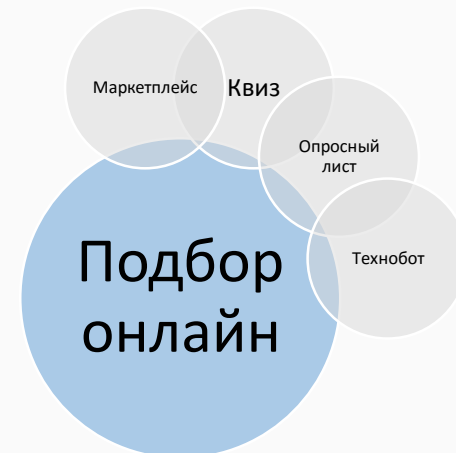 Маркетплейс
Квиз
Опросный
лист
Технобот
Подбор
онлайн